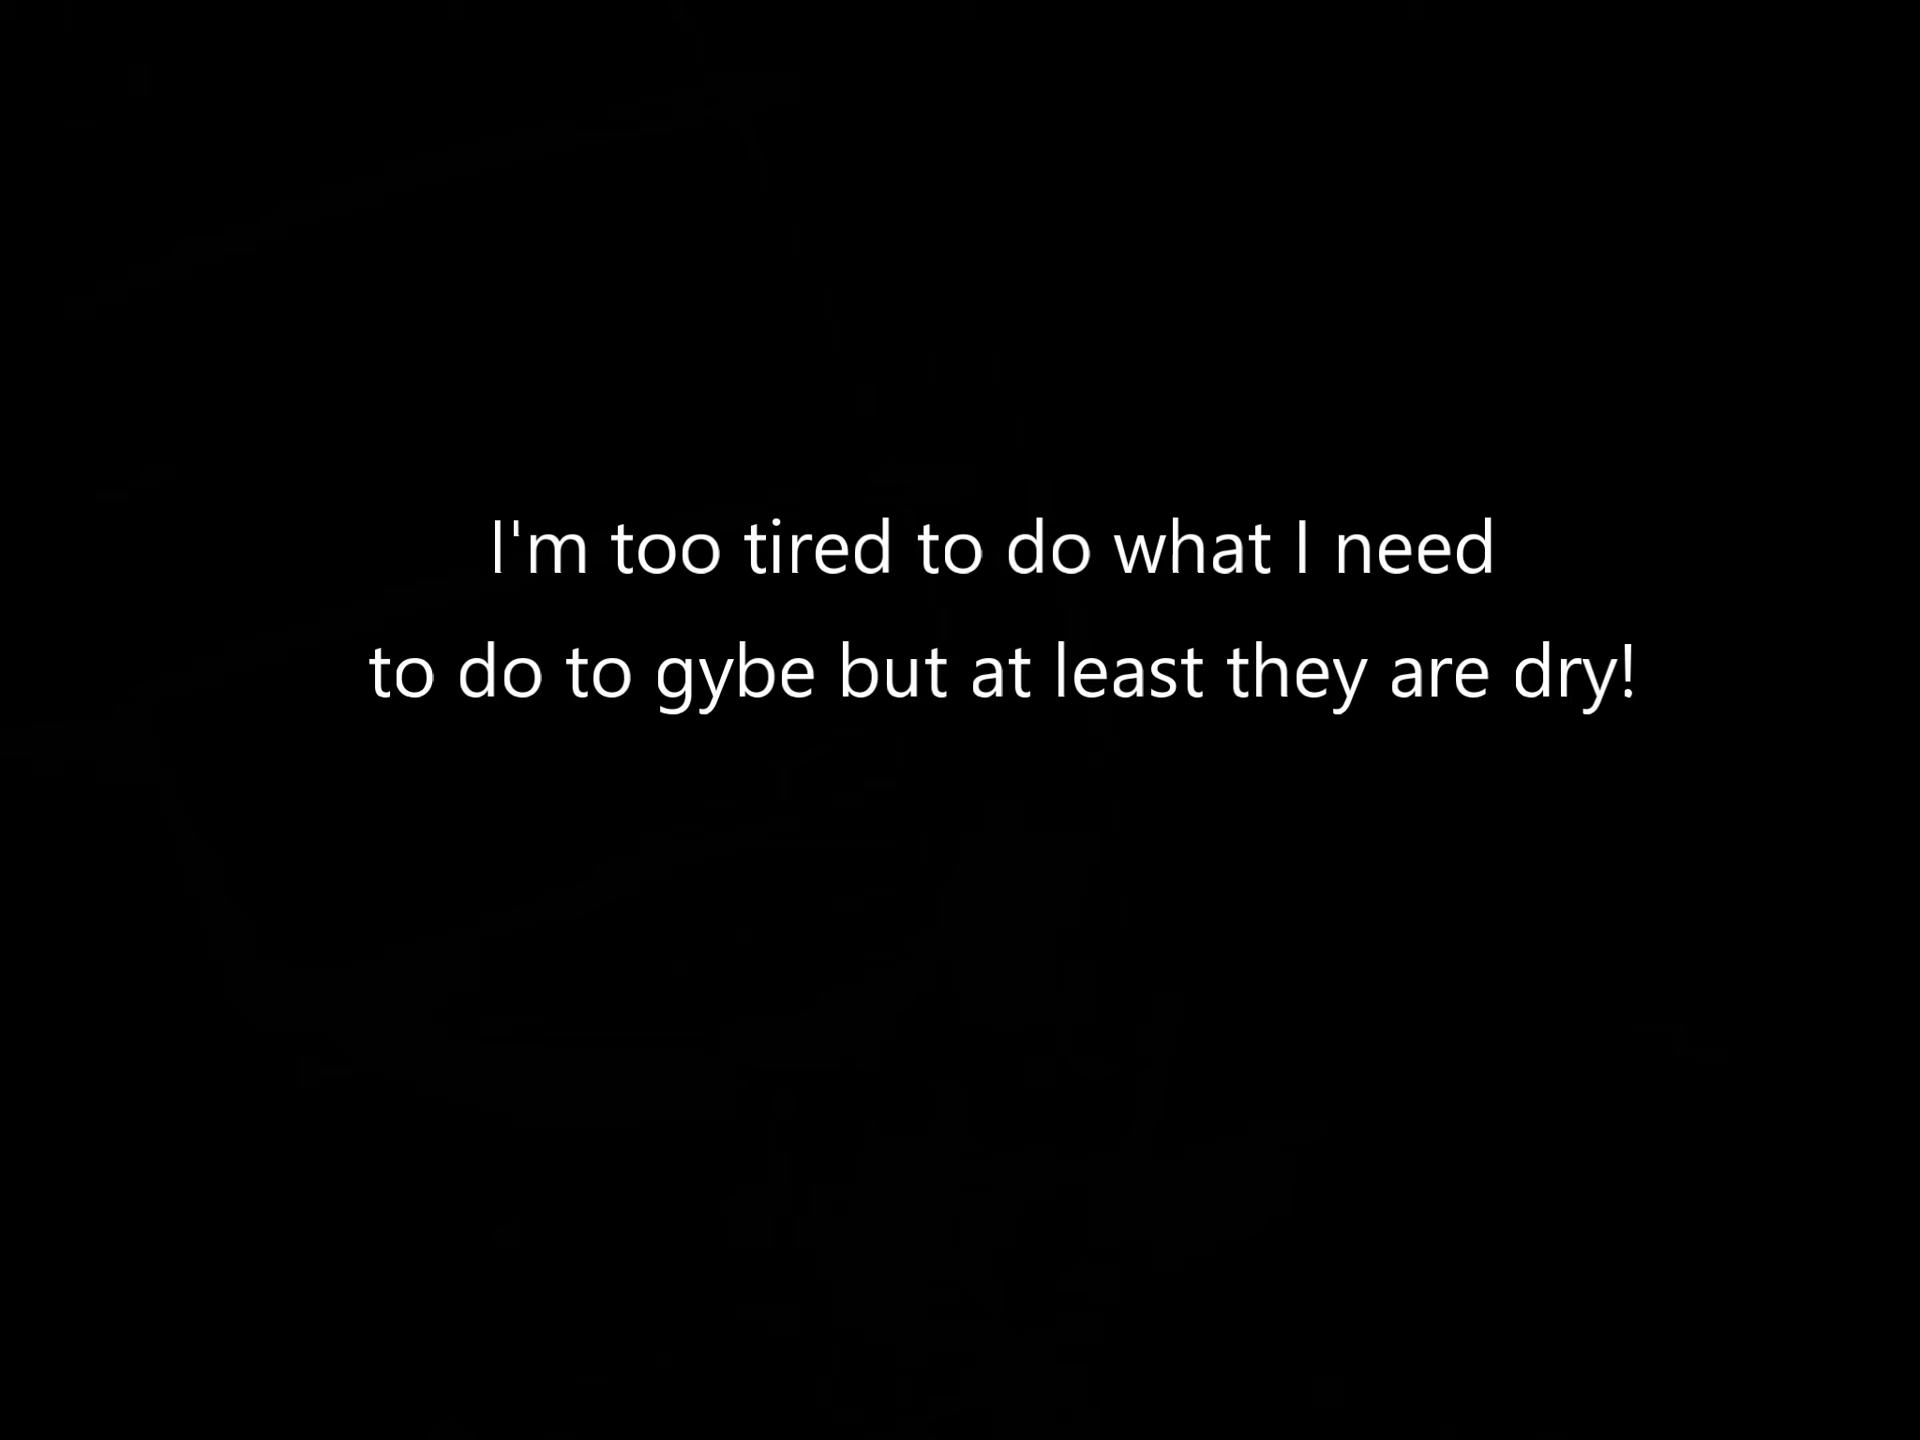 I'm too tired to do what I need
to do to gybe but at least they are dry!